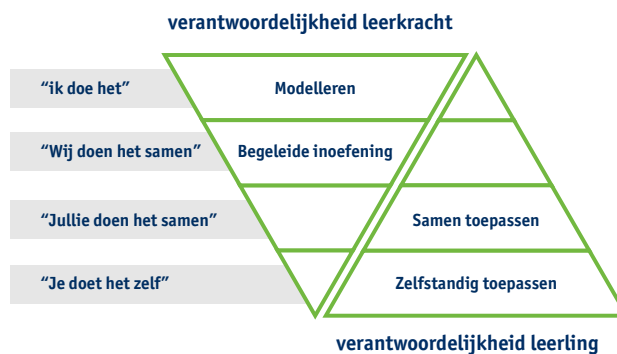 verantwoordelijkheid leerkracht
“ik doe het” Modelleren
“Wij doen het samen” Begeleide inoefening
“Jullie doen het samen” Samen toepassen
“Je doet het zelf” Zelfstandig toepassen
verantwoordelijkheid leerling